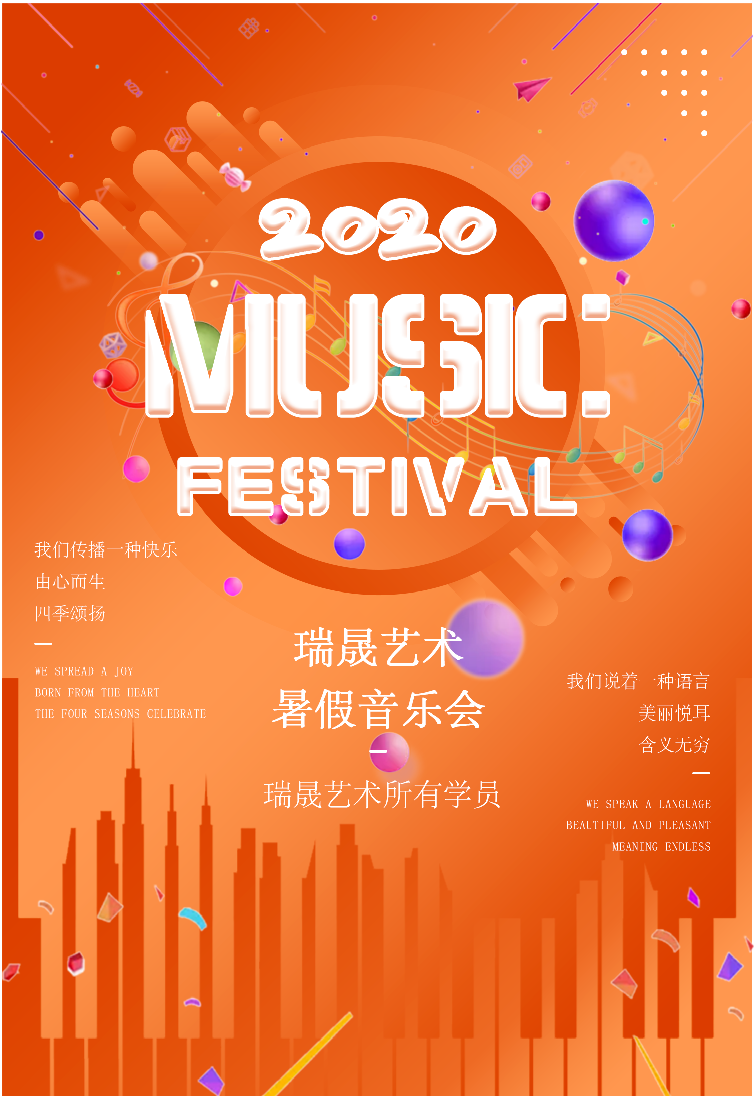 2020
MUSIC
FESTIVAL
我们传播一种快乐
由心而生
四季颂扬
WE SPREAD A JOY
BORN FROM THE HEART
THE FOUR SEASONS CELEBRATE
瑞晟艺术
暑假音乐会
瑞晟艺术所有学员
我们说着一种语言
美丽悦耳
含义无穷
WE SPEAK A LANGLAGE
BEALTIFUL AND PLEASANT
MEANING ENDLESS